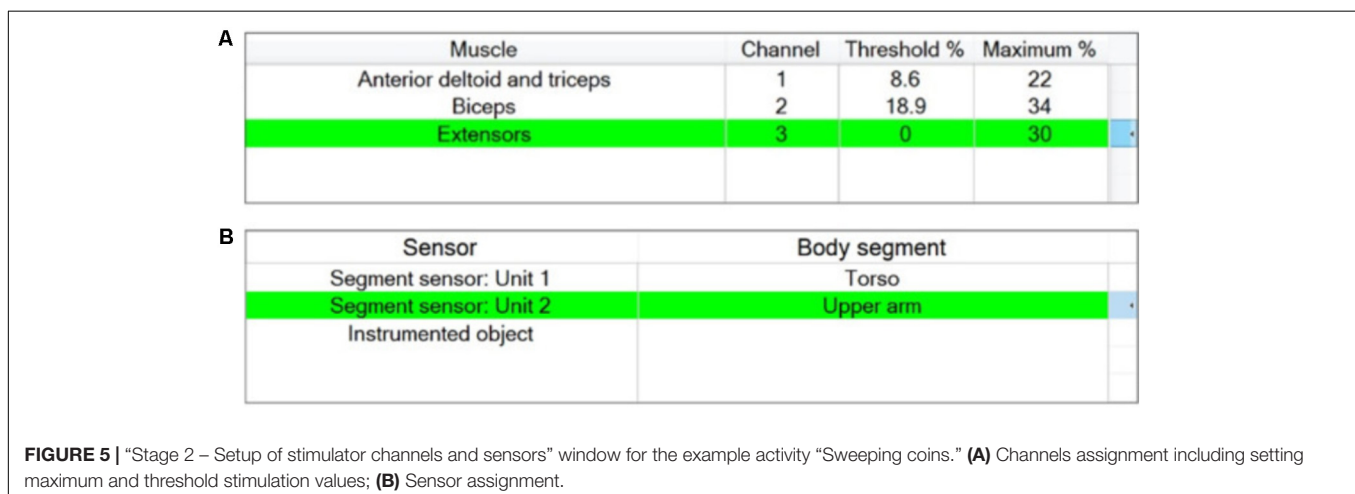 A
Muscle Channel Threshold % Maximum %
Anterior deltoid and triceps 1 8.6 22
Biceps 2 18.9 34
Extensors 3 0 30
B
Sensor Body segment
Segment sensor: Unit 1 Torso
Segment sensor: Unit 2 Upper arm
Instrumented object
FIGURE 5 | “Stage 2 – Setup of stimulator channels and sensors” window for the example activity “Sweeping coins.” (A) Channels assignment including setting
maximum and threshold stimulation values; (B) Sensor assignment.